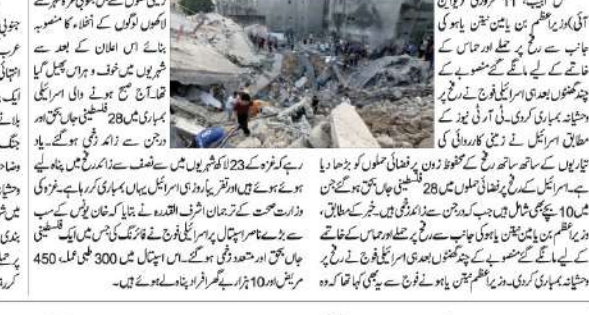 آئی) وزیراعظم بن یامین نیتن یاہو کی
جانب سے رفح پر حملے اور حماس کے
خاتمے کے لیے مانگے گئے منصوبے کے
چند گھنٹوں بعد ہی اسرائیلی فوج نے رفح پر
وحشیانہ بمباری کردی۔ ٹی آر ٹی نیوز کے
مطابق اسرائیل نے زمینی کارروائی کی
تیاریوں کے ساتھ ساتھ رفح کے محفوظ زون پر فضائی حملوں کو بڑھا دیا
ہے۔ اسرائیل کے رفح پر فضائی حملوں میں 28 فلسطینی جاں بحق ہوگئے جن
میں 10 بچے بھی شامل ہیں جب کہ درجن سے زائد زخمی ہیں۔ خبر کے مطابق،
وزیراعظم بن یامین نیتن یاہو کی جانب سے رفح پر حملے اور حماس کے خاتمے
کے لیے مانگے گئے منصوبے کے چند گھنٹوں بعد ہی اسرائیلی فوج نے رفح پر
وحشیانہ بمباری کردی۔ وزیراعظم نیتن یاہو نے فوج سے یہ بھی کہا تھا کہ وہ
لاکھوں لوگوں کے انخلاء کا منصوبہ
بنائے اس اعلان کے بعد سے
شہریوں میں خوف و ہراس پھیل گیا
تھا۔ آج صبح ہونے والی اسرائیلی
بمباری میں 28 فلسطینی جاں بحق اور
درجن سے زائد زخمی ہوگئے۔ یاد
رہے کہ غزہ کے 23 لاکھ شہریوں میں سے نصف سے زائد رفح میں پناہ لیے
ہوئے ہیں اور تقریباً روز ہی اسرائیل یہاں بمباری کر رہا ہے۔ غزہ کی
وزارت صحت کے ترجمان اشرف القدرہ نے بتایا کہ خان یونس کے سب
سے بڑے ناصر اسپتال پر اسرائیلی فوج نے فائرنگ کی جس میں ایک فلسطینی
جاں بحق اور متعدد زخمی ہوگئے۔ اس اسپتال میں 300 طبی عملہ، 450
مریض اور 10 ہزار بے گھر افراد پناہ لے ہوئے ہیں۔